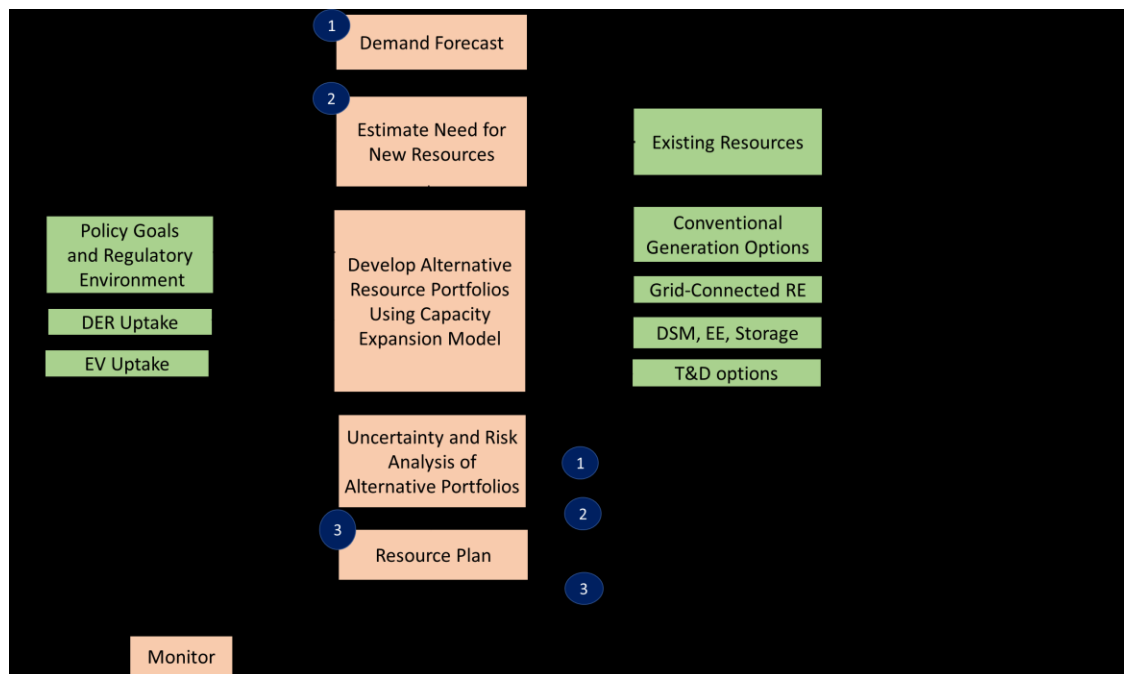 1
Demand Forecast
2
Estimate Need for
New Resources
Existing Resources
Policy Goals
and Regulatory
Environment
DER Uptake
EV Uptake
Develop Alternative
Resource Portfolios
Using Capacity
Expansion Model
Conventional
Generation Options
Grid-Connected RE
DSM, EE, Storage
T&D options
Uncertainty and Risk
Analysis of
Alternative Portfolios
1
2
3
Resource Plan
3
Monitor